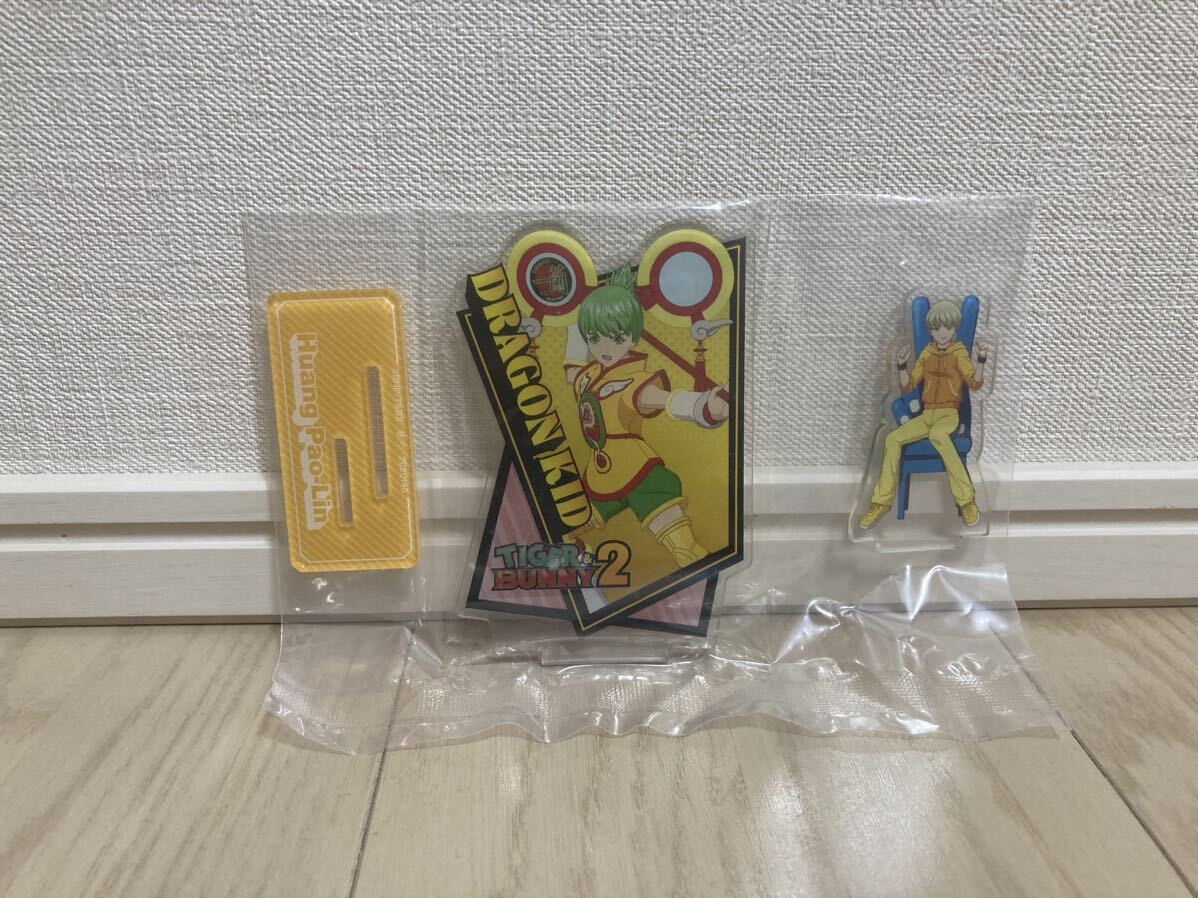 Huang Pao-Lin
DRAGON KID
TIGER &
BUNNY 2